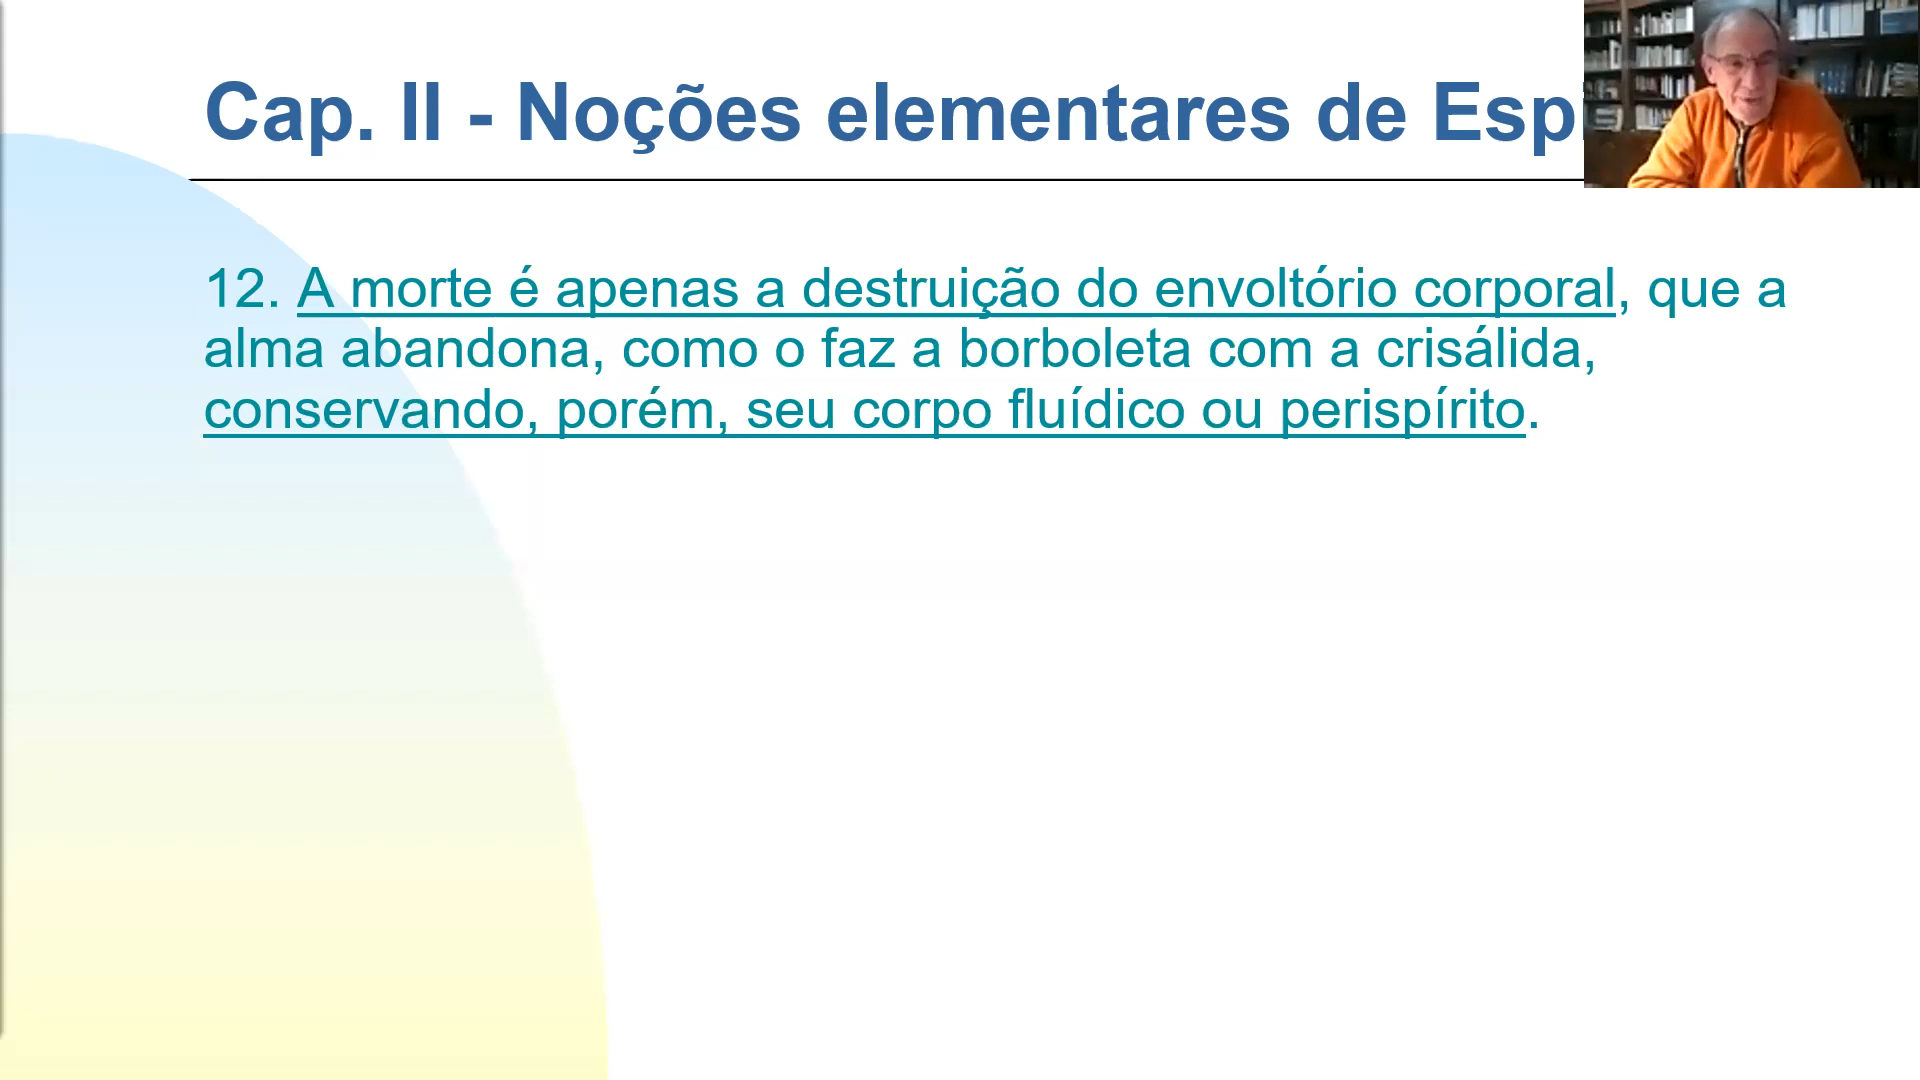 Cap. II - Noções elementares de
12. A morte é apenas a destruição do envoltório corporal, que a
alma abandona, como o faz a borboleta com a crisálida,
conservando, porém, seu corpo fluídico ou perispírito.